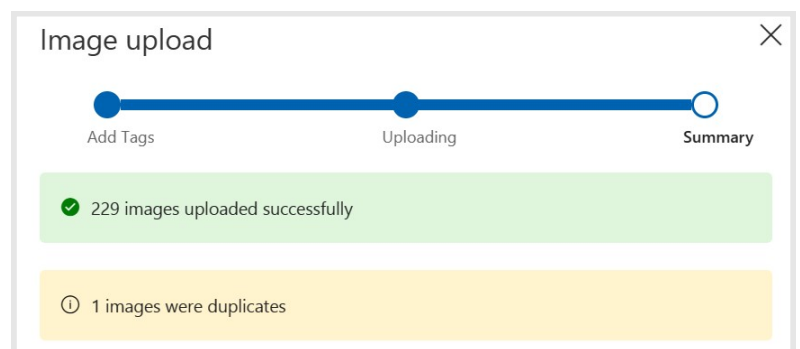 Image upload
Add Tags
Uploading
Summary
229 images uploaded successfully
1 images were duplicates